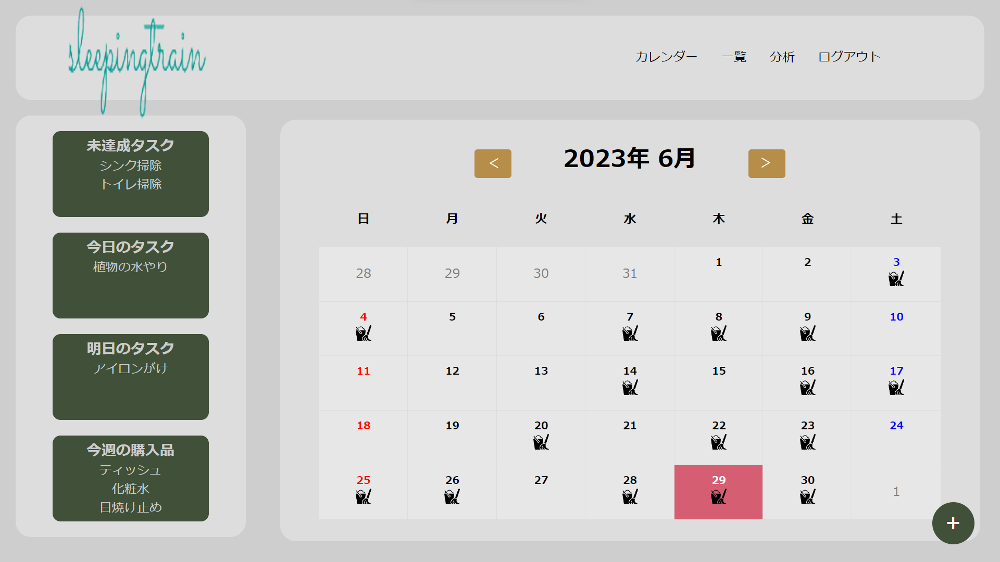 sleepingtrain
カレンダー 一覧 分析 ログアウト
未達成タスク
シンク掃除
トイレ掃除
今日のタスク
植物の水やり
明日のタスク
アイロンがけ
今週の購入品
ティッシュ
化粧水
日焼け止め
< 2023年 6月 >
日 月 火 水 木 金 土
28 29 30 31 1 2 3
4 5 6 7 8 9 10
11 12 13 14 15 16 17
18 19 20 21 22 23 24
25 26 27 28 29 30 1
+